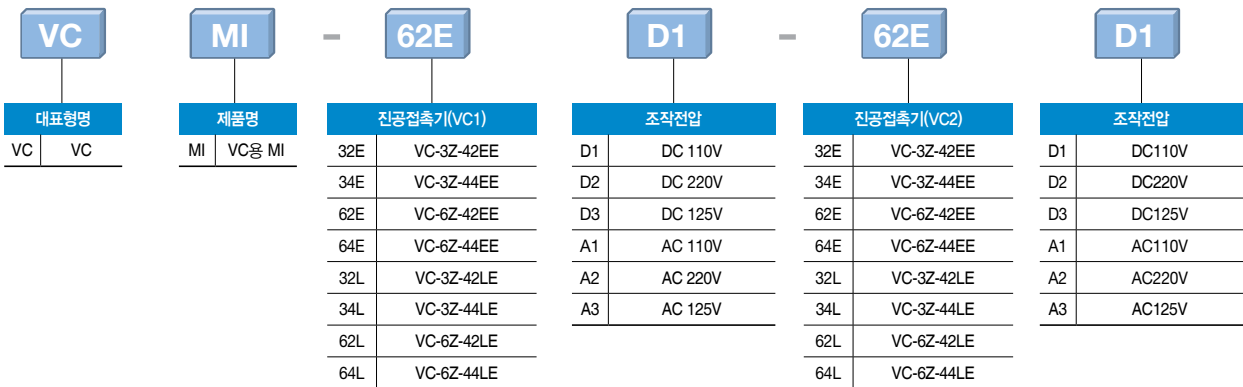 VC MI - 62E D1 - 62E D1
대표형명 제품명 진공접촉기(VC1) 조작전압 진공접촉기(VC2) 조작전압
VC VC MI VC용 MI 32E VC-3Z-42EE D1 DC 110V 32E VC-3Z-42EE D1 DC110V
34E VC-3Z-44EE D2 DC 220V 34E VC-3Z-44EE D2 DC220V
62E VC-6Z-42EE D3 DC 125V 62E VC-6Z-42EE D3 DC125V
64E VC-6Z-44EE A1 AC 110V 64E VC-6Z-44EE A1 AC110V
32L VC-3Z-42LE A2 AC 220V 32L VC-3Z-42LE A2 AC220V
34L VC-3Z-44LE A3 AC 125V 34L VC-3Z-44LE A3 AC125V
62L VC-6Z-42LE 62L VC-6Z-42LE
64L VC-6Z-44LE 64L VC-6Z-44LE